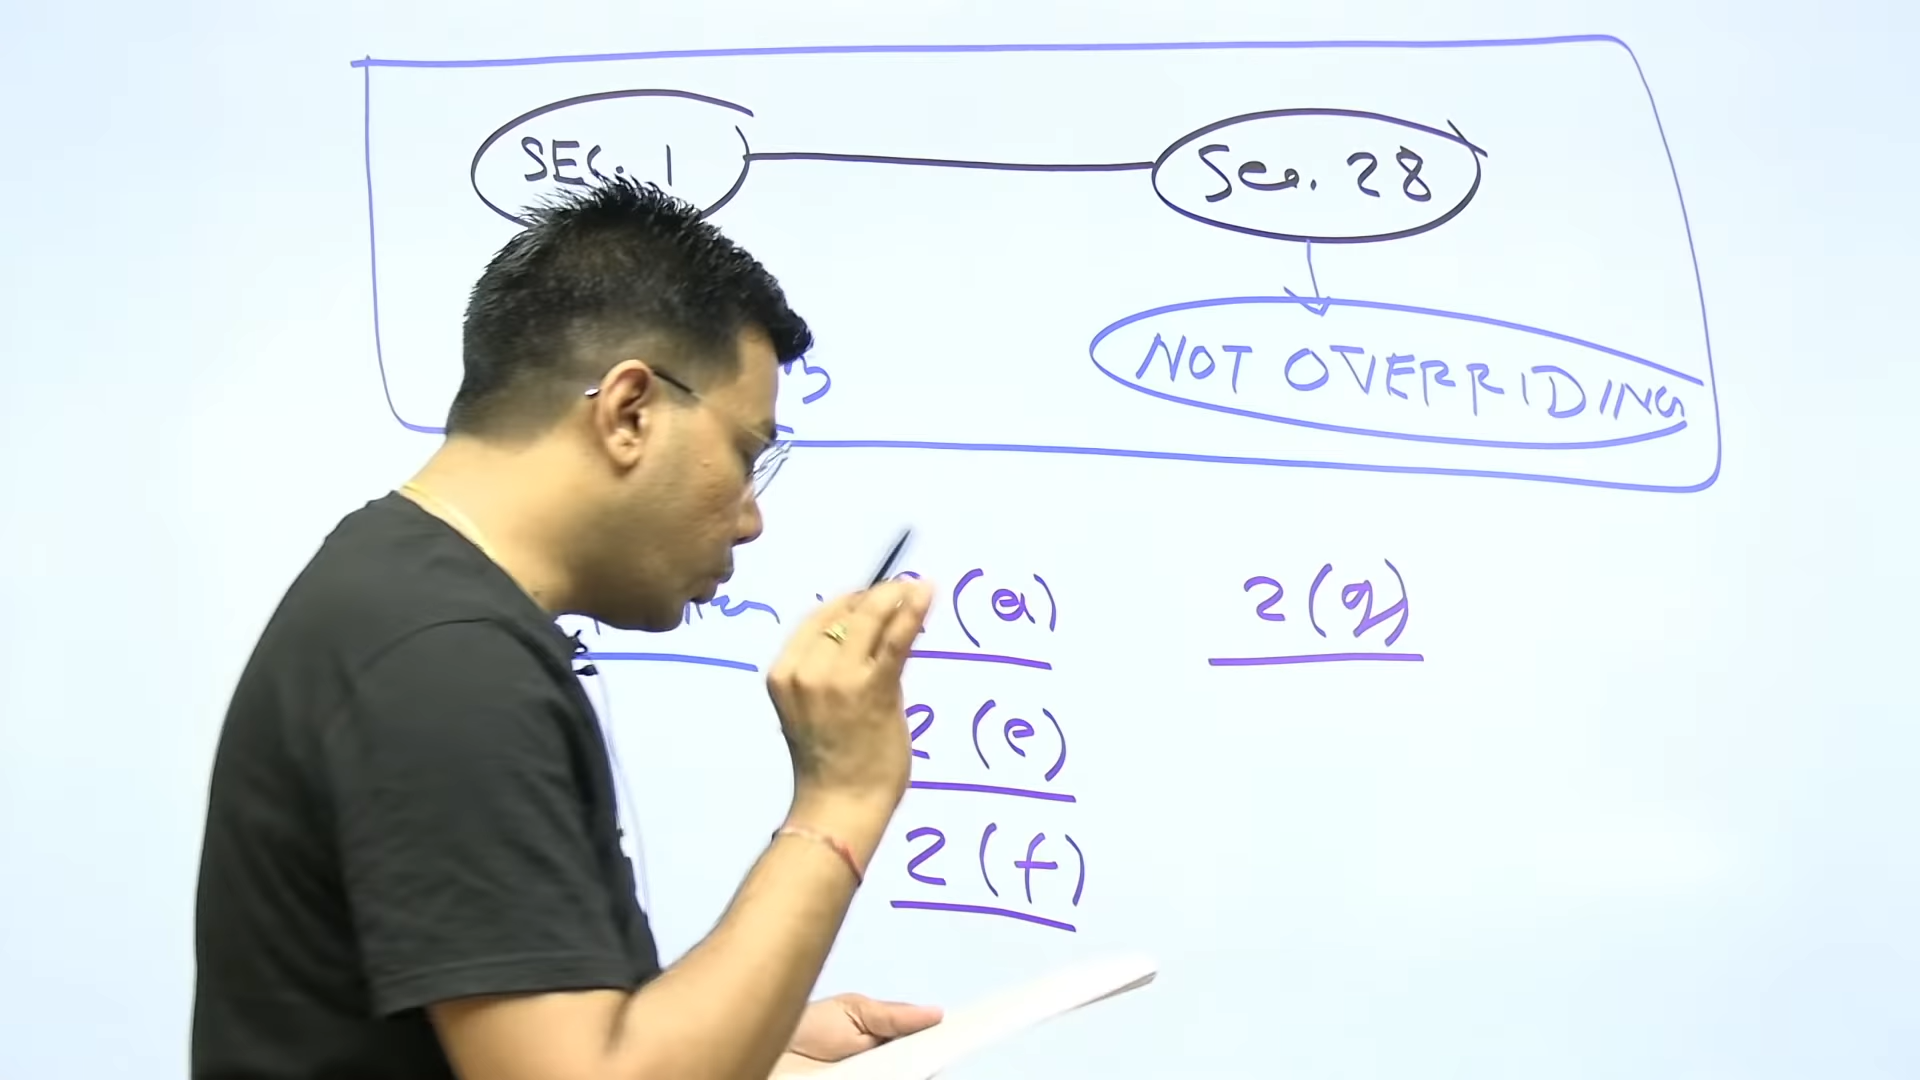 SEC. 1
Sec. 28
NOT OVERRIDING
2 (a)
2 (q)
2 (e)
2 (f)